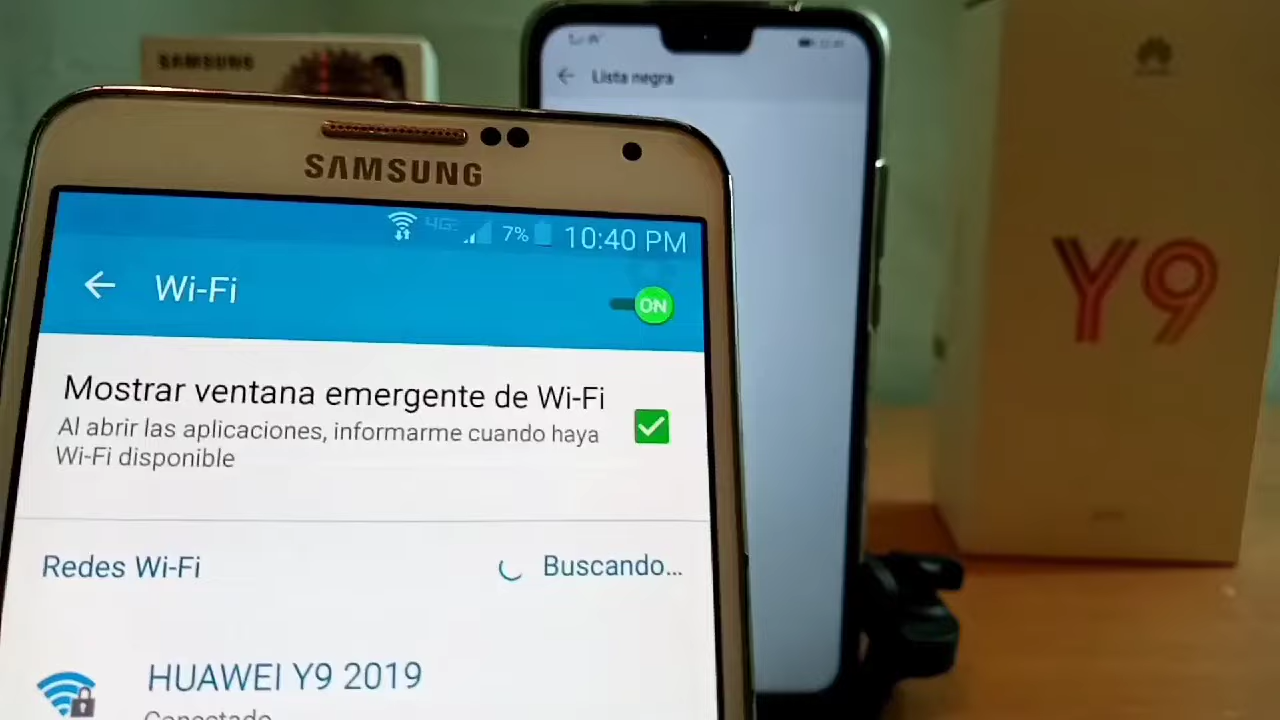 SAMSUNG
Lista negra
SAMSUNG
7% 10:40 PM
Wi-Fi
ON
Mostrar ventana emergente de Wi-Fi
Al abrir las aplicaciones, informarme cuando haya
Wi-Fi disponible
Redes Wi-Fi
Buscando...
HUAWEI Y9 2019
Conectado
Y9